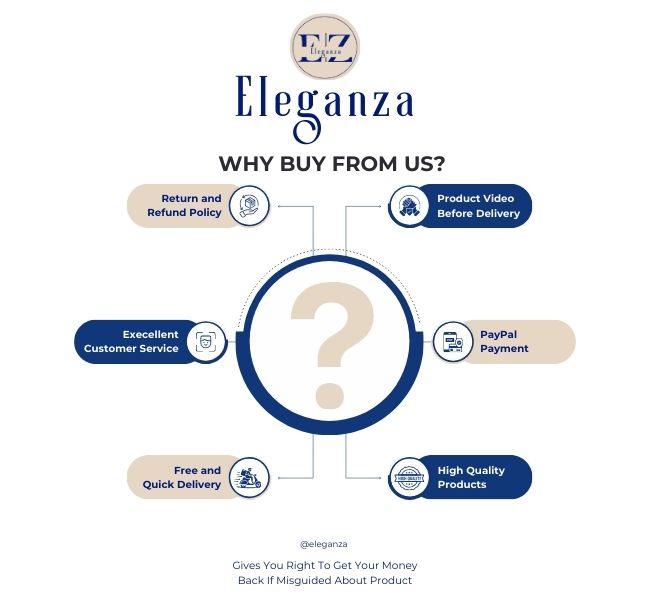 E|Z
Eleganza
Eleganza
WHY BUY FROM US?
Return and
Refund Policy
Product Video
Before Delivery
Execellent
Customer Service
PayPal
Payment
Free and
Quick Delivery
HIGH QUALITY
High Quality
Products
?
@eleganza
Gives You Right To Get Your Money
Back If Misguided About Product